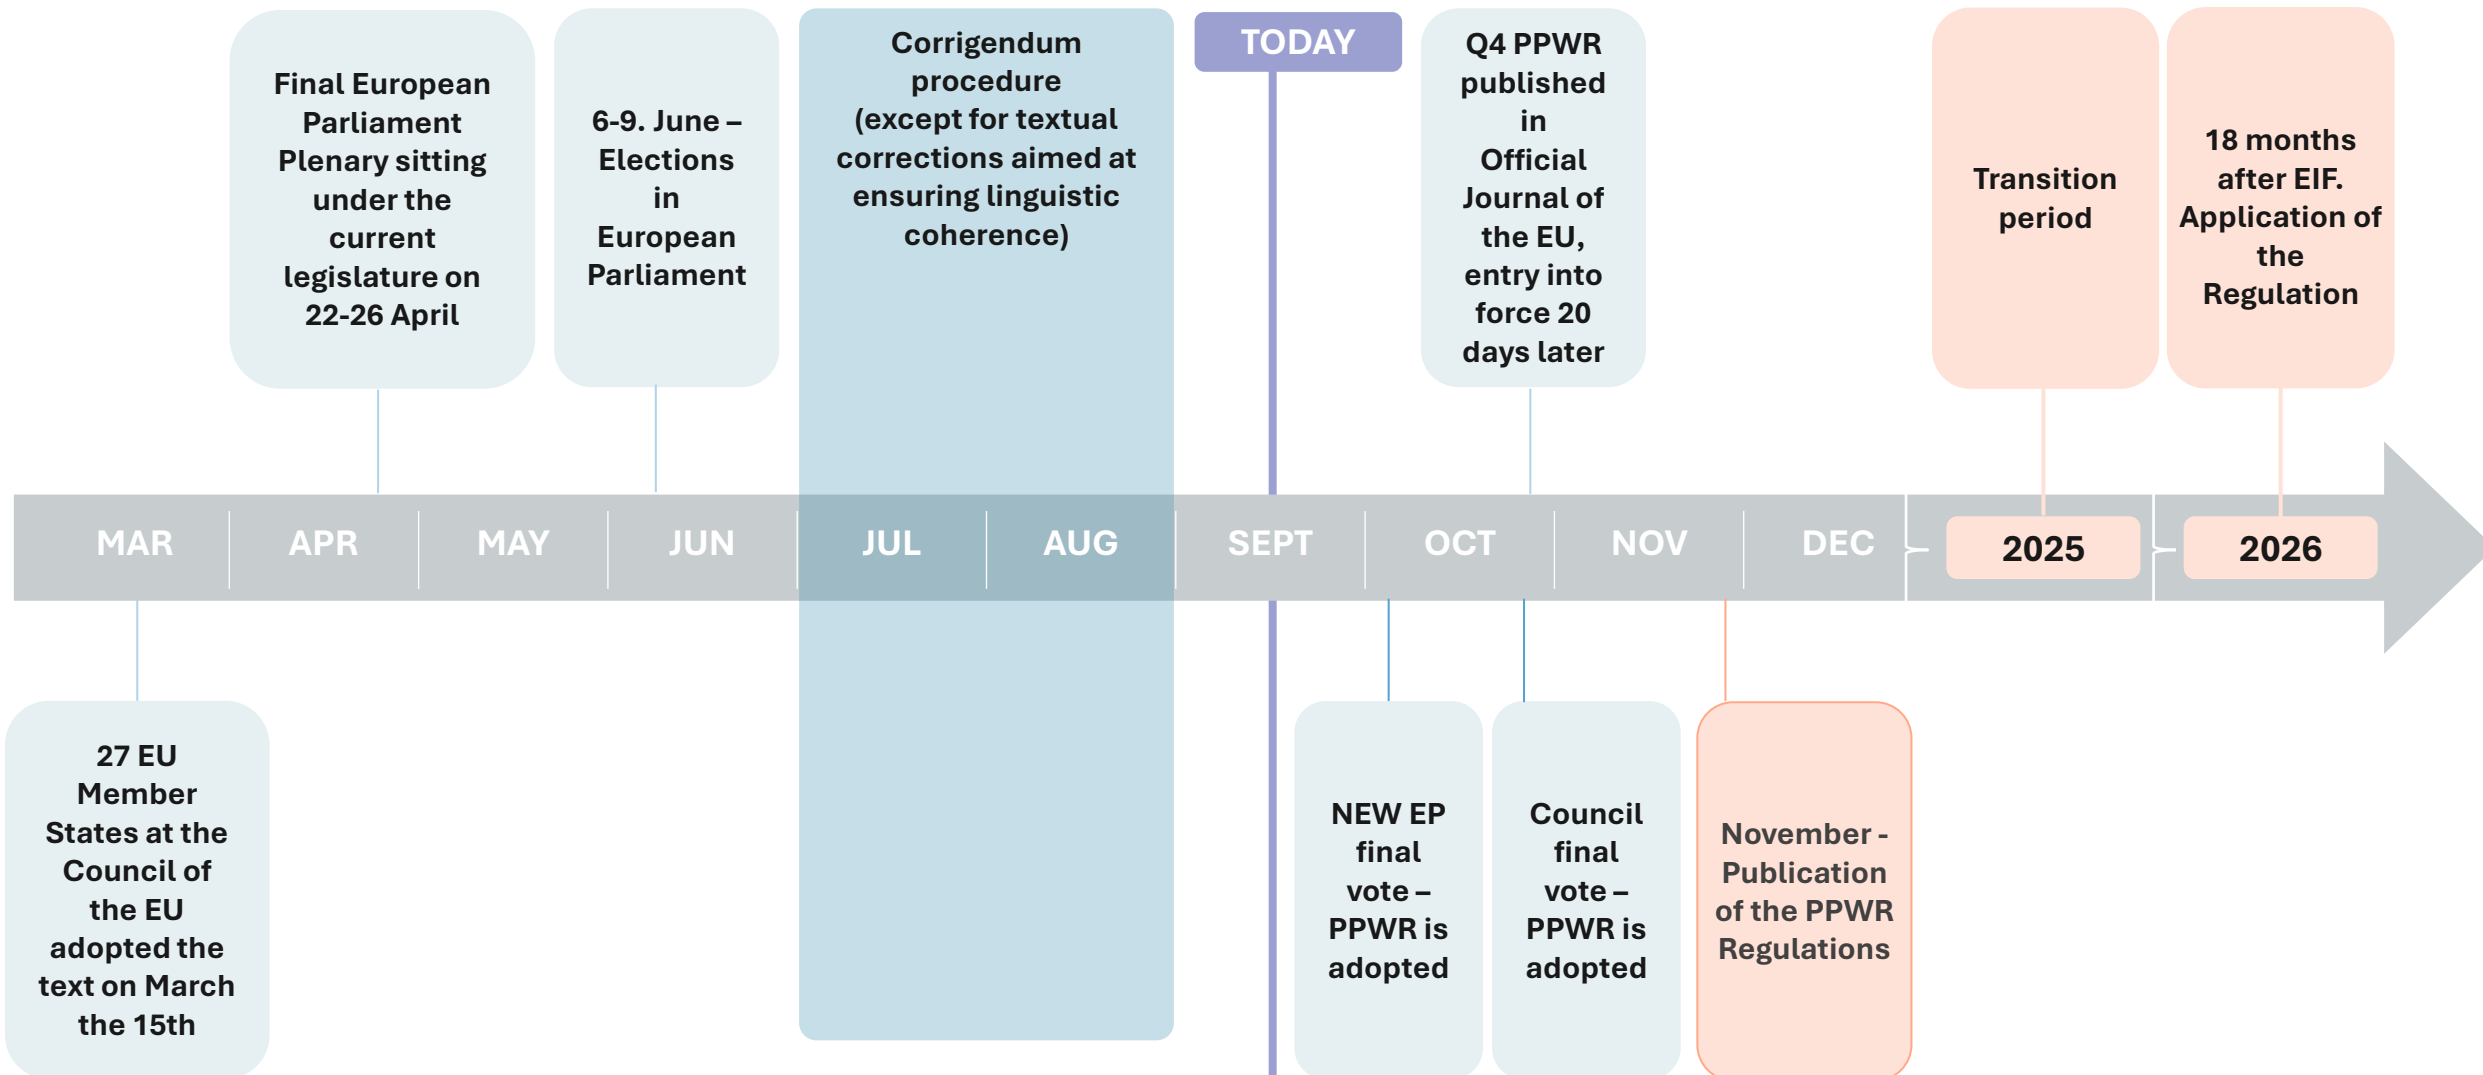 Final European
Parliament
Plenary sitting
under the
current
legislature on
22-26 April
6-9. June –
Elections
in
European
Parliament
Corrigendum
procedure
(except for textual
corrections aimed at
ensuring linguistic
coherence)
TODAY
Q4 PPWR
published
in
Official
Journal of
the EU,
entry into
force 20
days later
Transition
period
18 months
after EIF.
Application of
the
Regulation
MAR
APR
MAY
JUN
JUL
AUG
SEPT
OCT
NOV
DEC
2025
2026
27 EU
Member
States at the
Council of
the EU
adopted the
text on March
the 15th
NEW EP
final
vote –
PPWR is
adopted
Council
final
vote –
PPWR is
adopted
November -
Publication
of the PPWR
Regulations